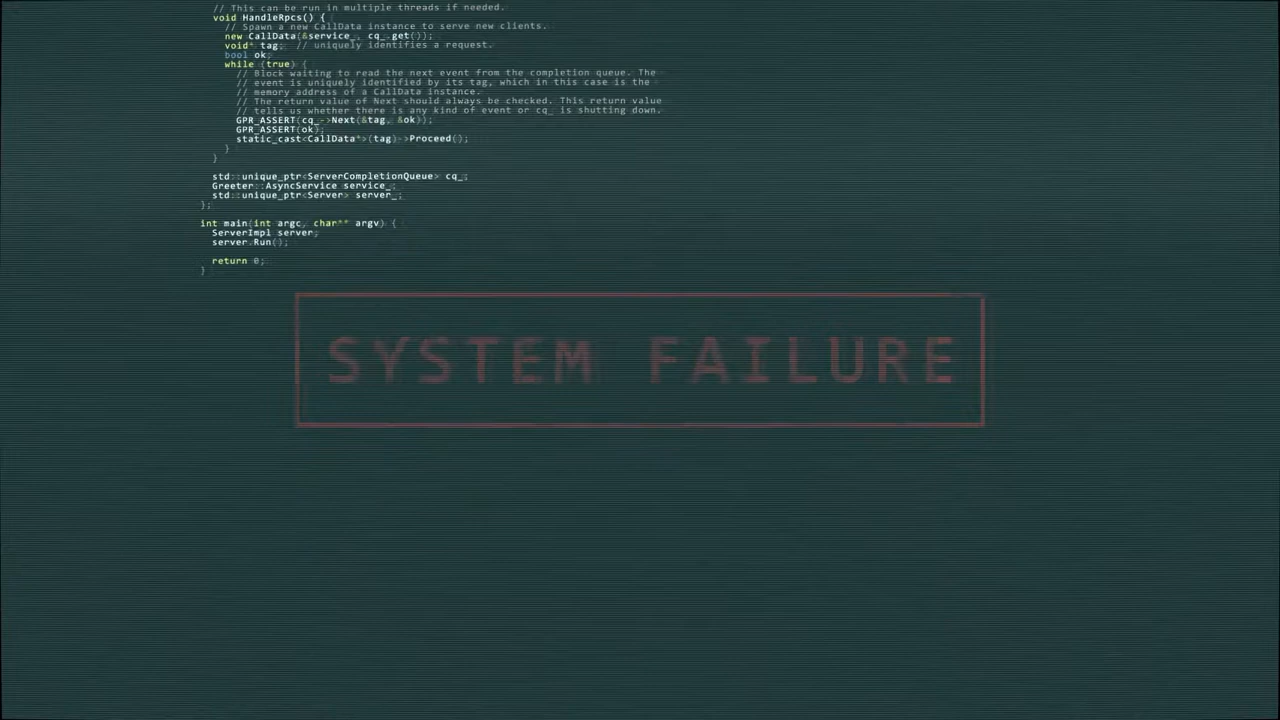 // This can be run in multiple threads if needed.
void HandleRpcs() {
// Spawn a new CallData instance to serve new clients.
new CallData(&service_, cq_.get());
void* tag;  // uniquely identifies a request.
bool ok;
while (true) {
// Block waiting to read the next event from the completion queue. The
// event is uniquely identified by its tag, which in this case is the
// memory address of a CallData instance.
// The return value of Next should always be checked. This return value
// tells us whether there is any kind of event or cq_ is shutting down.
GPR_ASSERT(cq_->Next(&tag, &ok));
GPR_ASSERT(ok);
static_cast<CallData*>(tag)->Proceed();
}
}
std::unique_ptr<ServerCompletionQueue> cq_;
Greeter::AsyncService service_;
std::unique_ptr<Server> server_;
};
int main(int argc, char** argv) {
ServerImpl server;
server.Run();
return 0;
}
SYSTEM FAILURE